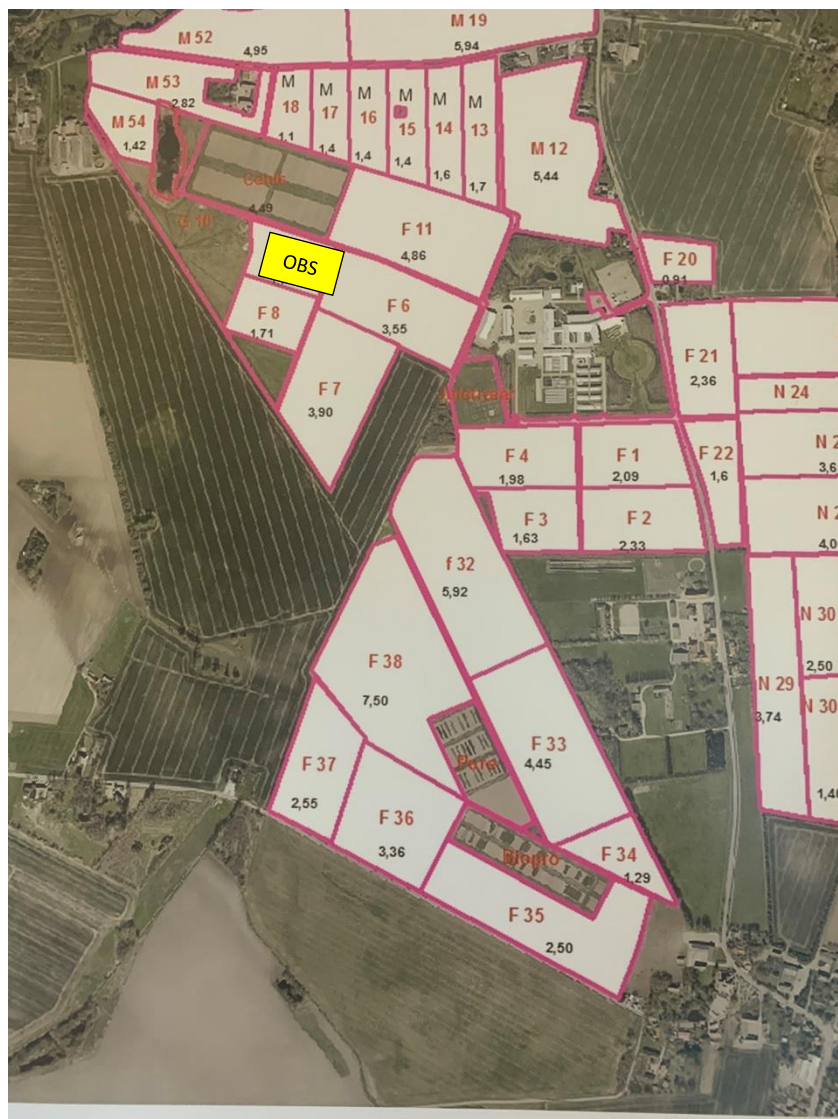 M 52
4,95
M 19
5,94
M 53
2,82
M 54
1,42
M
18
1,1
M
17
1,4
M
16
1,4
M
15
1,4
M
14
1,6
M
13
1,7
M 12
5,44
4,49
F 11
4,86
OBS
F 6
3,55
F 8
1,71
F 7
3,90
F 20
0,91
F 21
2,36
N 24
F 4
1,98
F 1
2,09
F 22
1,6
F 3
1,63
F 2
2,33
f 32
5,92
F 38
7,50
N 30
2,50
N 29
3,74
N 30
F 33
4,45
F 37
2,55
F 36
3,36
Biopro
F 34
1,29
F 35
2,50